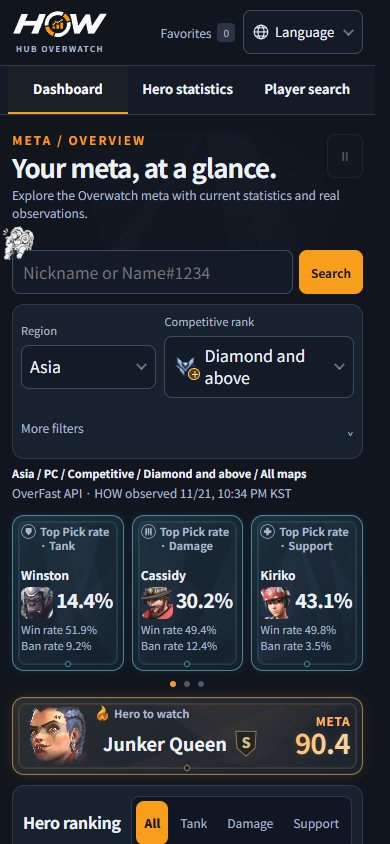 HOW
HUB OVERWATCH
Favorites 0
Language
Dashboard Hero statistics Player search
META / OVERVIEW
Your meta, at a glance.
Explore the Overwatch meta with current statistics and real
observations.
Nickname or Name#1234
Search
Region
Asia
Competitive rank
Diamond and
above
More filters
Asia / PC / Competitive / Diamond and above / All maps
OverFast API · HOW observed 11/21, 10:34 PM KST
Top Pick rate
· Tank
Winston
14.4%
Win rate 51.9%
Ban rate 9.2%
Top Pick rate
· Damage
Cassidy
30.2%
Win rate 49.4%
Ban rate 12.4%
Top Pick rate
· Support
Kiriko
43.1%
Win rate 49.8%
Ban rate 3.5%
Hero to watch
Junker Queen S
META
90.4
Hero ranking
All Tank Damage Support